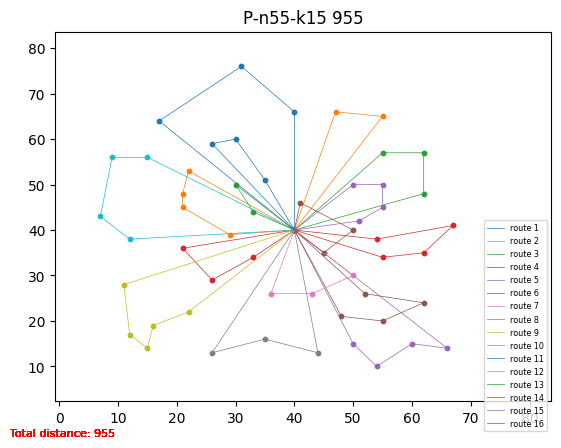 P-n55-k15 955
80
70
60
50
40
30
20
10
0 10 20 30 40 50 60 70 80
route 1
route 2
route 3
route 4
route 5
route 6
route 7
route 8
route 9
route 10
route 11
route 12
route 13
route 14
route 15
route 16
Total distance: 955